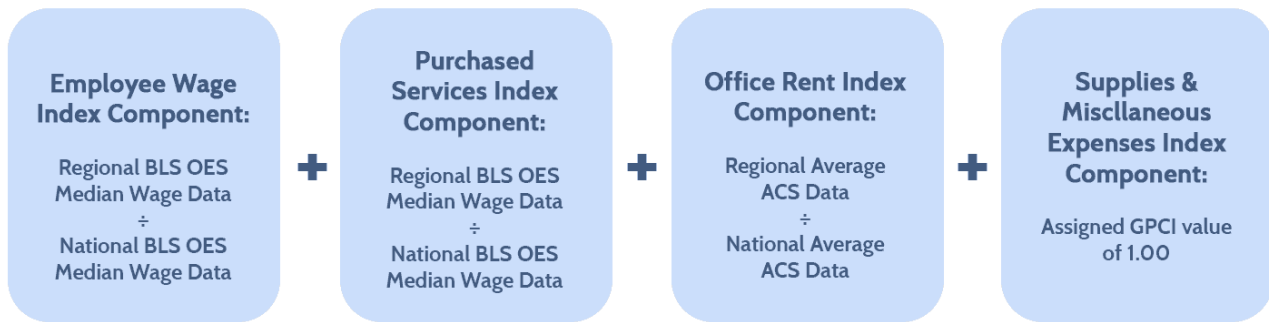 Employee Wage
Index Component:
Regional BLS OES
Median Wage Data
÷
National BLS OES
Median Wage Data
+
Purchased
Services Index
Component:
Regional BLS OES
Median Wage Data
÷
National BLS OES
Median Wage Data
+
Office Rent Index
Component:
Regional Average
ACS Data
÷
National Average
ACS Data
+
Supplies &
Miscllaneous
Expenses Index
Component:
Assigned GPCI value
of 1.00